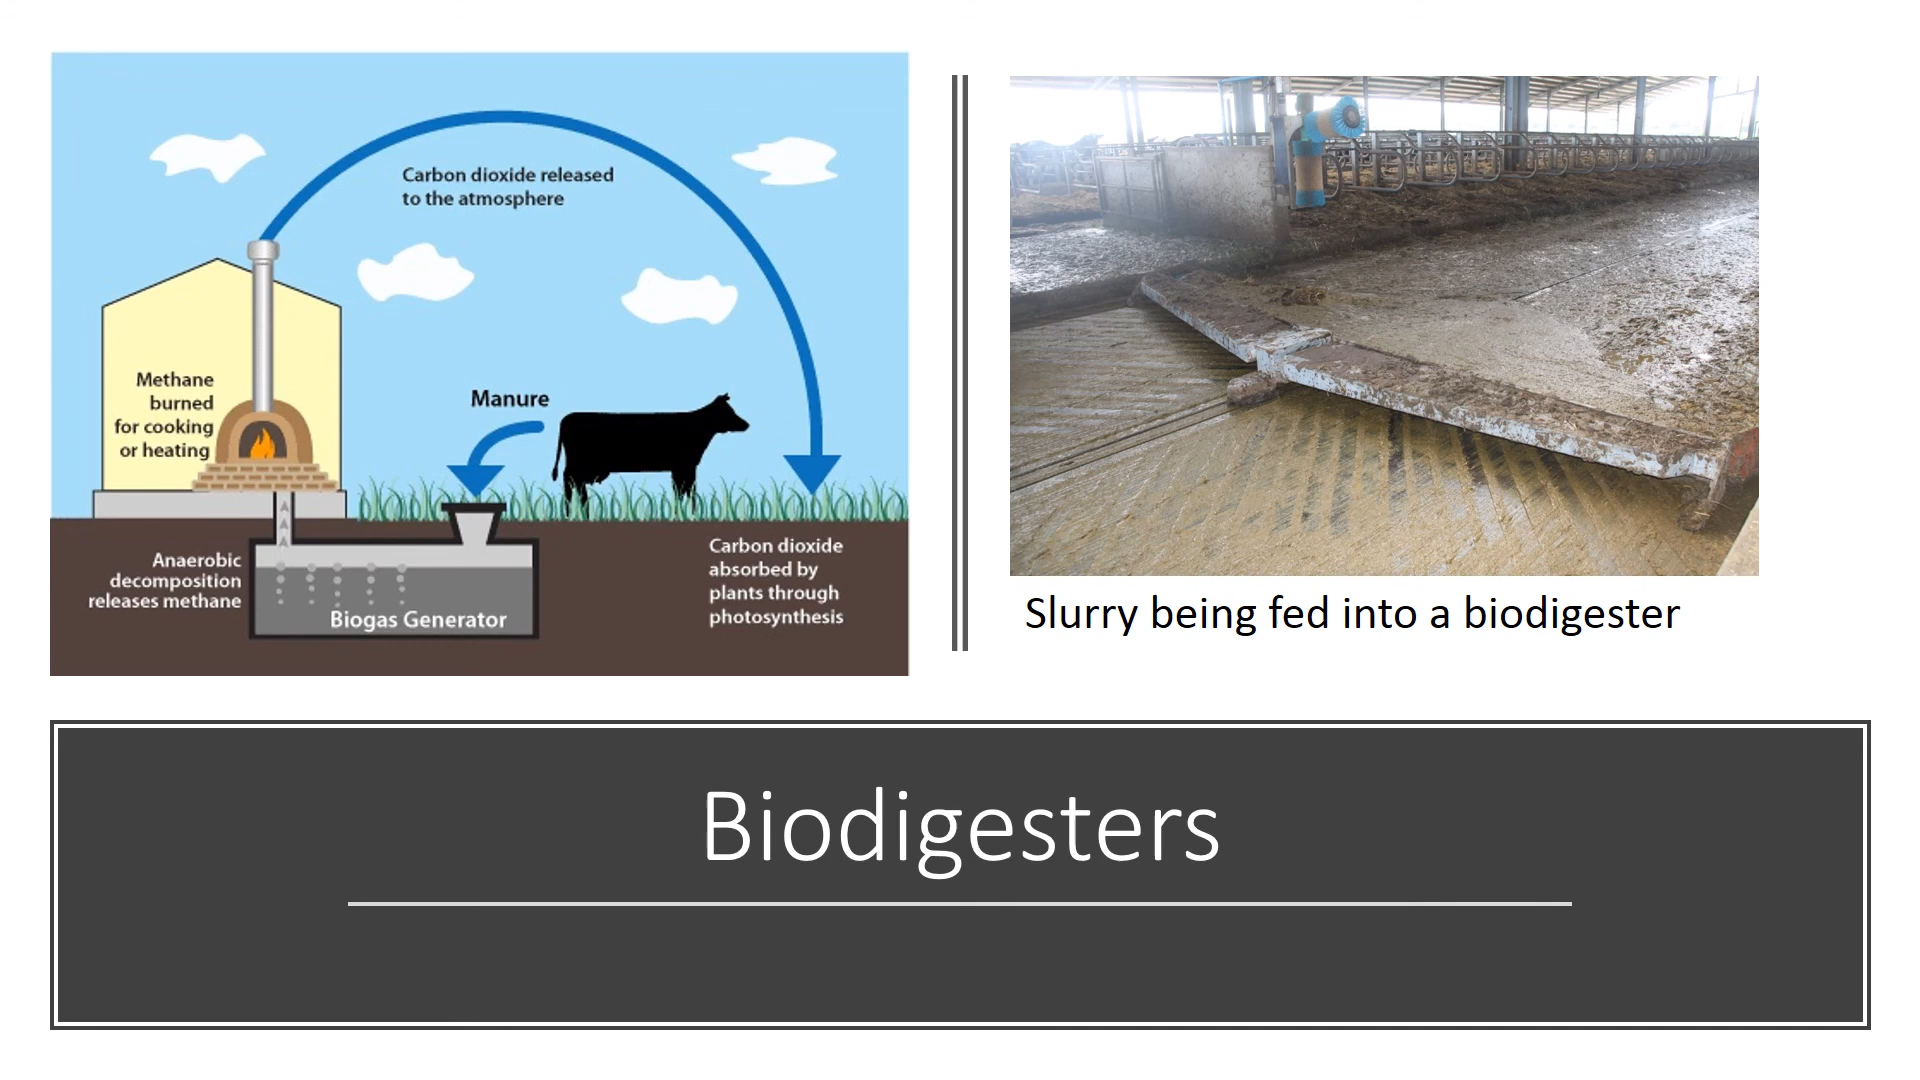 Carbon dioxide released
to the atmosphere
Methane
burned
for cooking
or heating
Manure
Anaerobic
decomposition
releases methane
Biogas Generator
Carbon dioxide
absorbed by
plants through
photosynthesis
Slurry being fed into a biodigester
Biodigesters